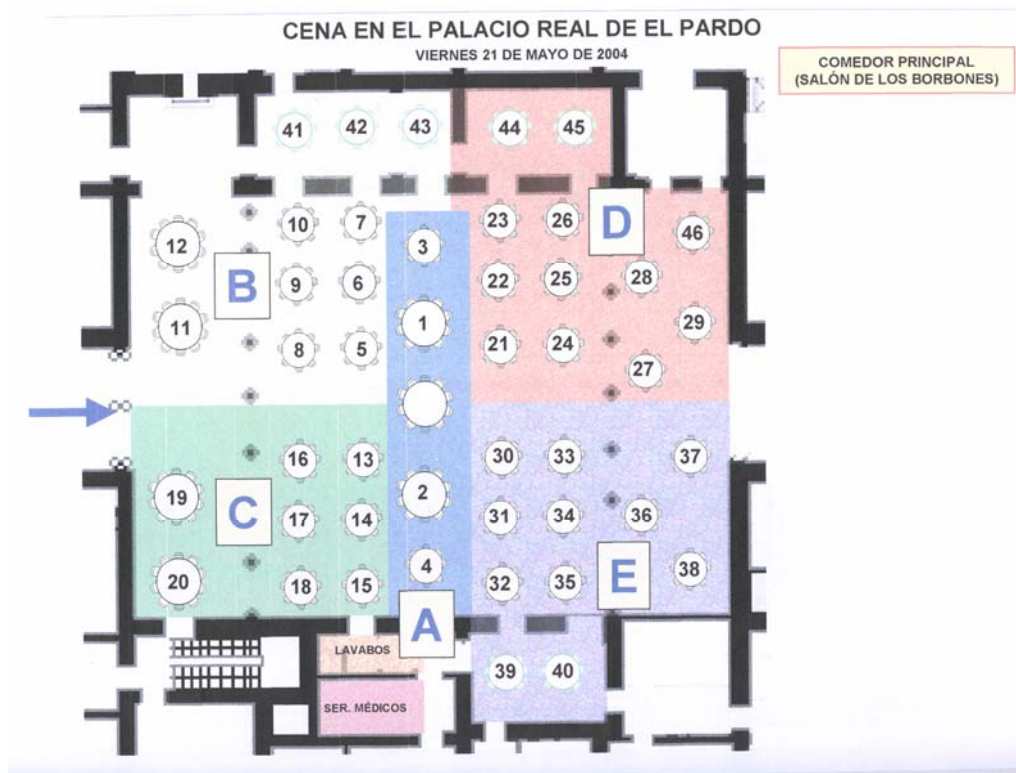 CENA EN EL PALACIO REAL DE EL PARDO
VIERNES 21 DE MAYO DE 2004
COMEDOR PRINCIPAL
(SALÓN DE LOS BORBONES)
41 42 43 44 45
10 7 23 26 D 46
12 3
B 9 6 22 25 28
11 1 29
8 5 21 24
27
16 13 30 33 37
19 2
C 17 14 31 34 36
20 18 15 4 32 35 E 38
A
LAVABOS
39 40
SER. MÉDICOS